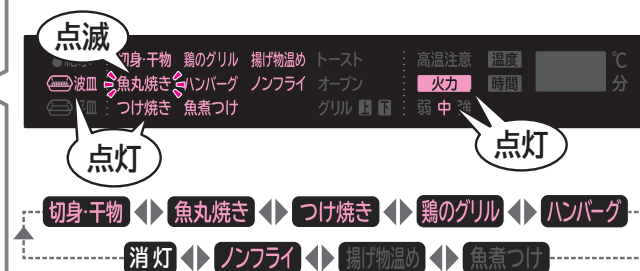 点滅
切身・干物 鶏のグリル 揚げ物温め トースト 高温注意 温度 ℃
波皿 魚丸焼き ハンバーグ ノンフライ オーブン 火力 時間 分
つけ焼き 魚煮つけ グリル 上 下 弱 中 強
点灯 点灯
切身・干物 魚丸焼き つけ焼き 鶏のグリル ハンバーグ
消灯 ノンフライ 揚げ物温め 魚煮つけ